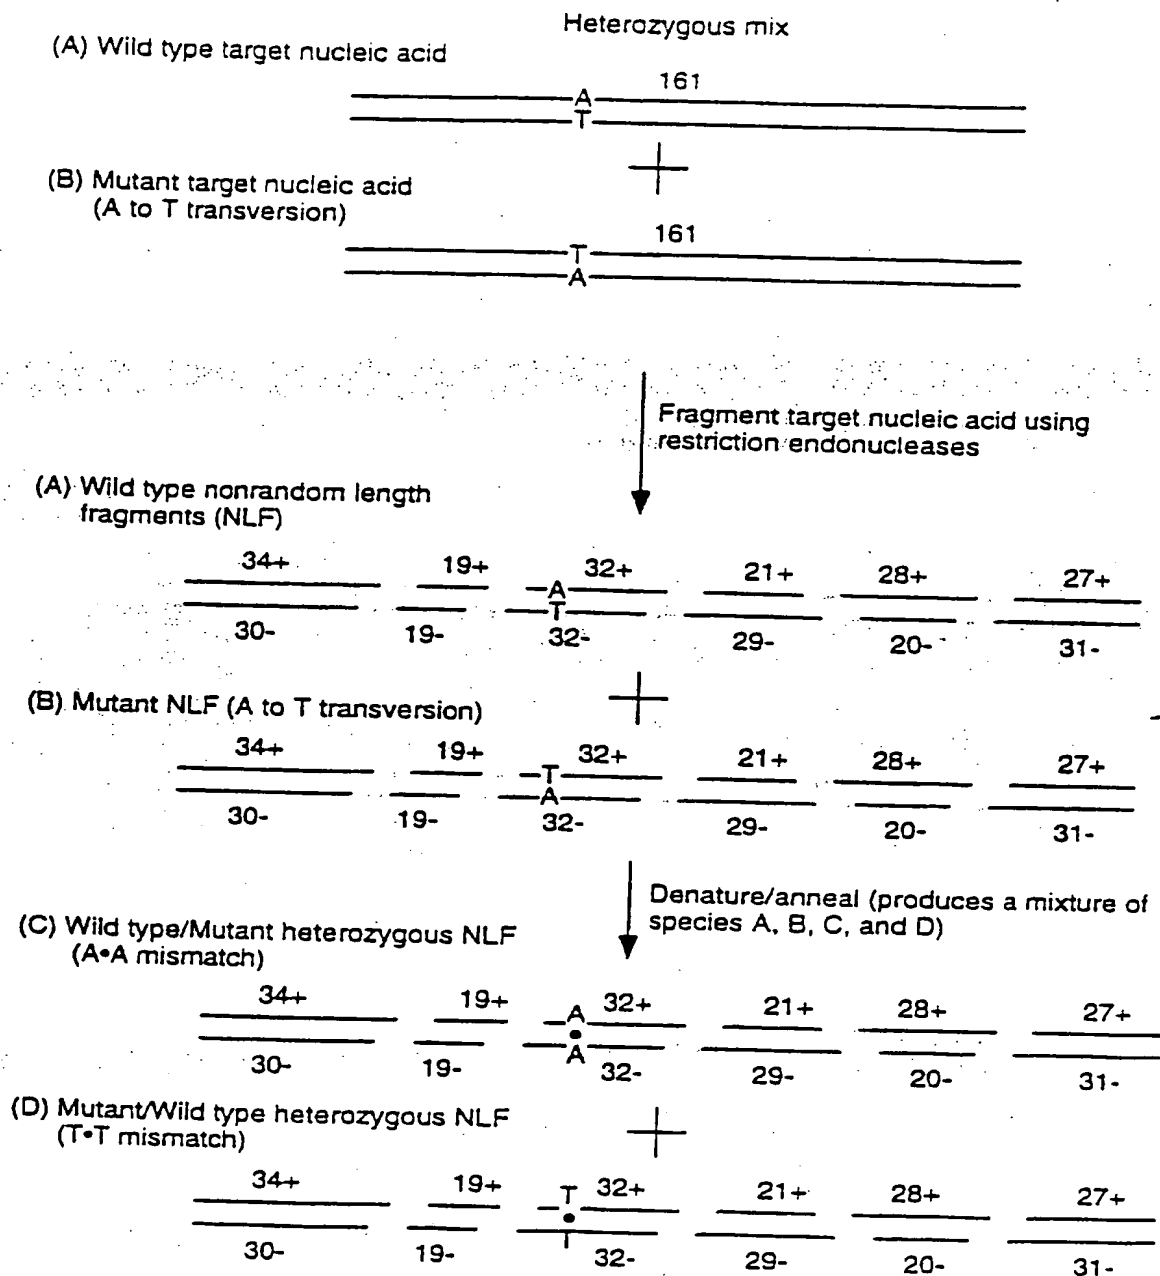 Heterozygous mix
(A) Wild type target nucleic acid
161
A
T
+
(B) Mutant target nucleic acid
(A to T transversion)
161
T
A
Fragment target nucleic acid using
restriction endonucleases
(A) Wild type nonrandom length
fragments (NLF)
34+ 19+ 32+ 21+ 28+ 27+
A
T
30- 19- 32- 29- 20- 31-
+
(B) Mutant NLF (A to T transversion)
34+ 19+ 32+ 21+ 28+ 27+
T
A
30- 19- 32- 29- 20- 31-
Denature/anneal (produces a mixture of
species A, B, C, and D)
(C) Wild type/Mutant heterozygous NLF
(A•A mismatch)
34+ 19+ 32+ 21+ 28+ 27+
A
•
A
30- 19- 32- 29- 20- 31-
(D) Mutant/Wild type heterozygous NLF
(T•T mismatch)
+
34+ 19+ 32+ 21+ 28+ 27+
T
•
T
30- 19- 32- 29- 20- 31-